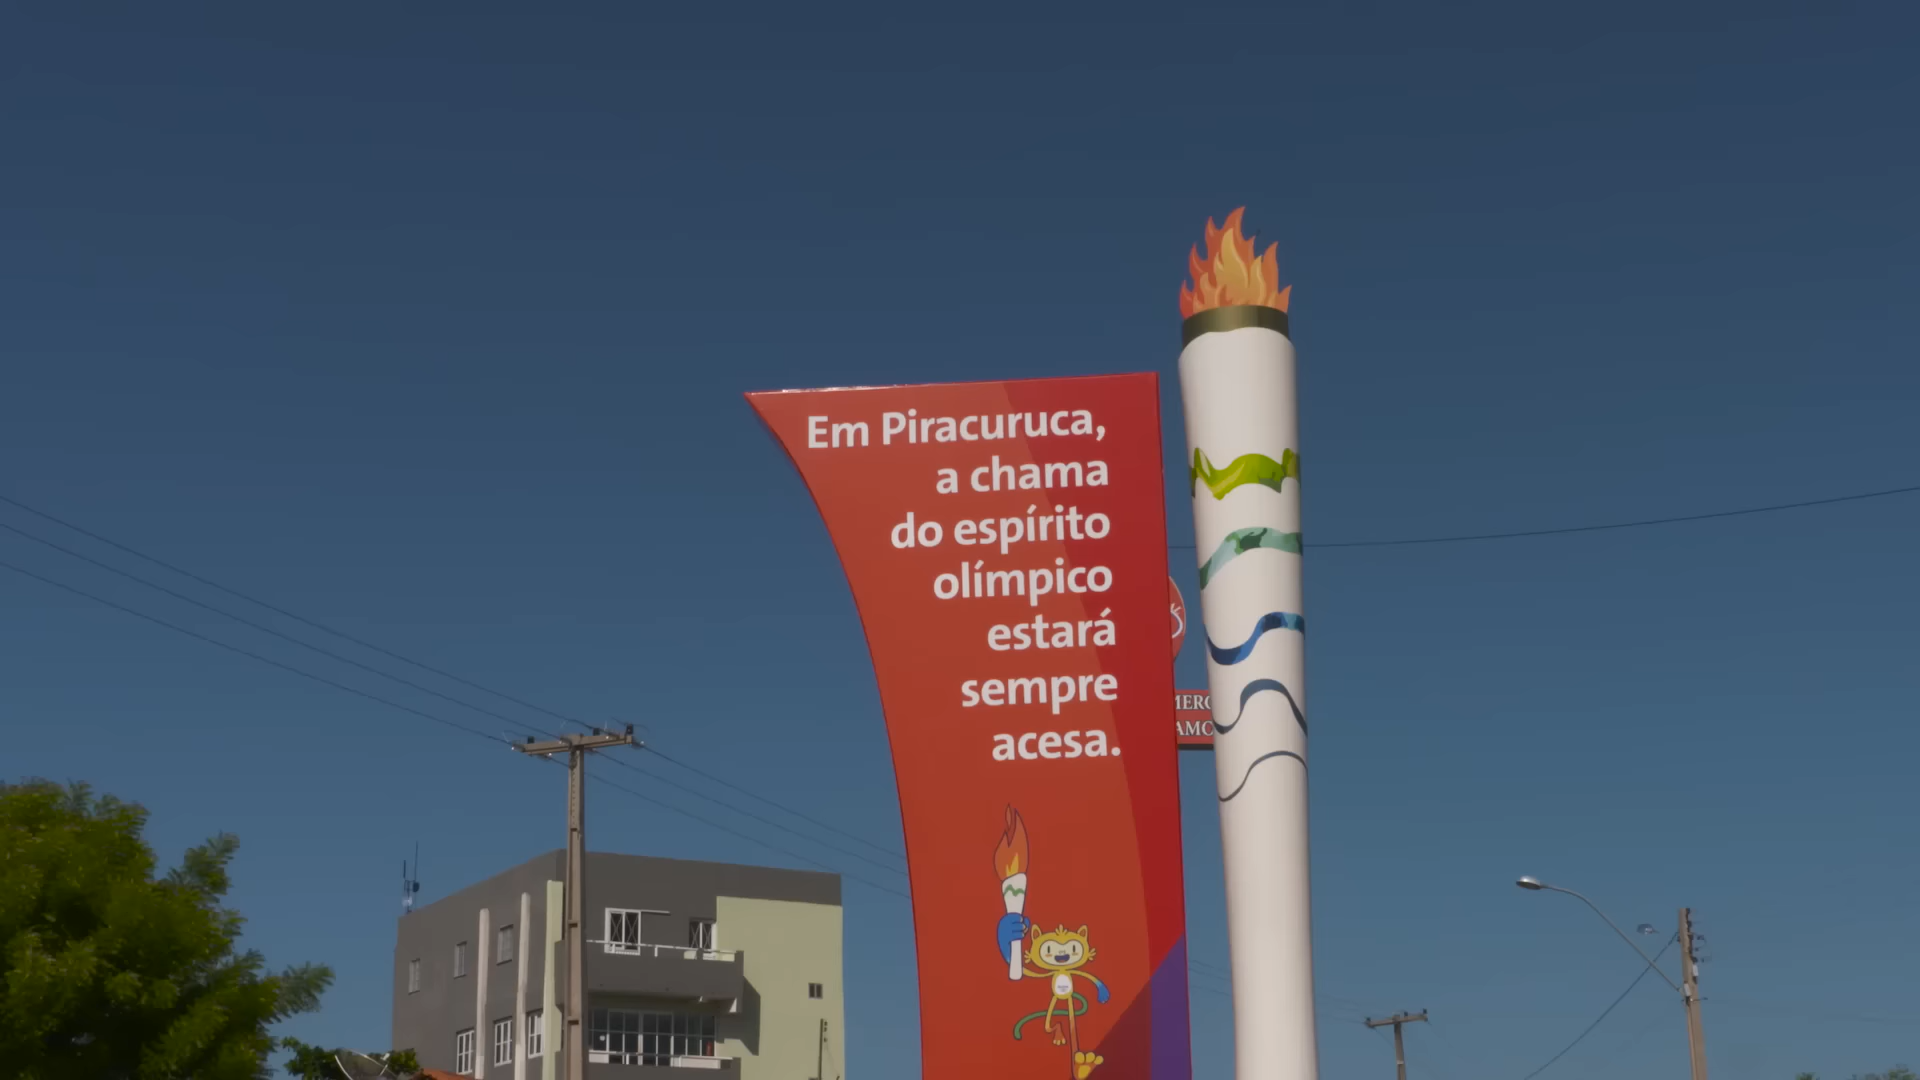 Em Piracuruca,
a chama
do espírito
olímpico
estará
sempre
acesa.